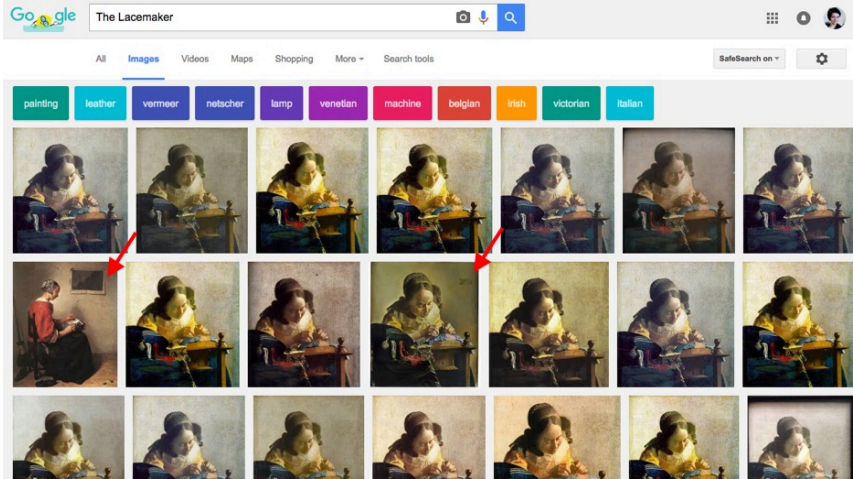 Google The Lacemaker
All Images Videos Maps Shopping More Search tools SafeSearch on
painting leather vermeer netscher lamp venetian machine belgian irish victorian italian